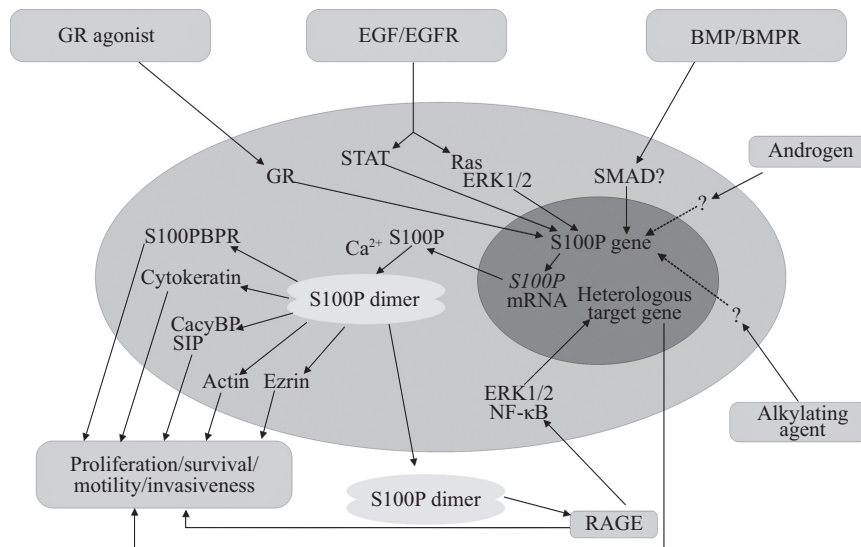 GR agonist
EGF/EGFR
BMP/BMPR
Androgen
STAT
Ras
ERK1/2
SMAD?
GR
?
S100PBPR
Ca²⁺
S100P
S100P gene
Cytokeratin
S100P dimer
S100P
mRNA
Heterologous
target gene
?
CacyBP
SIP
Actin
Ezrin
ERK1/2
NF-κB
Alkylating
agent
Proliferation/survival/
motility/invasiveness
S100P dimer
RAGE